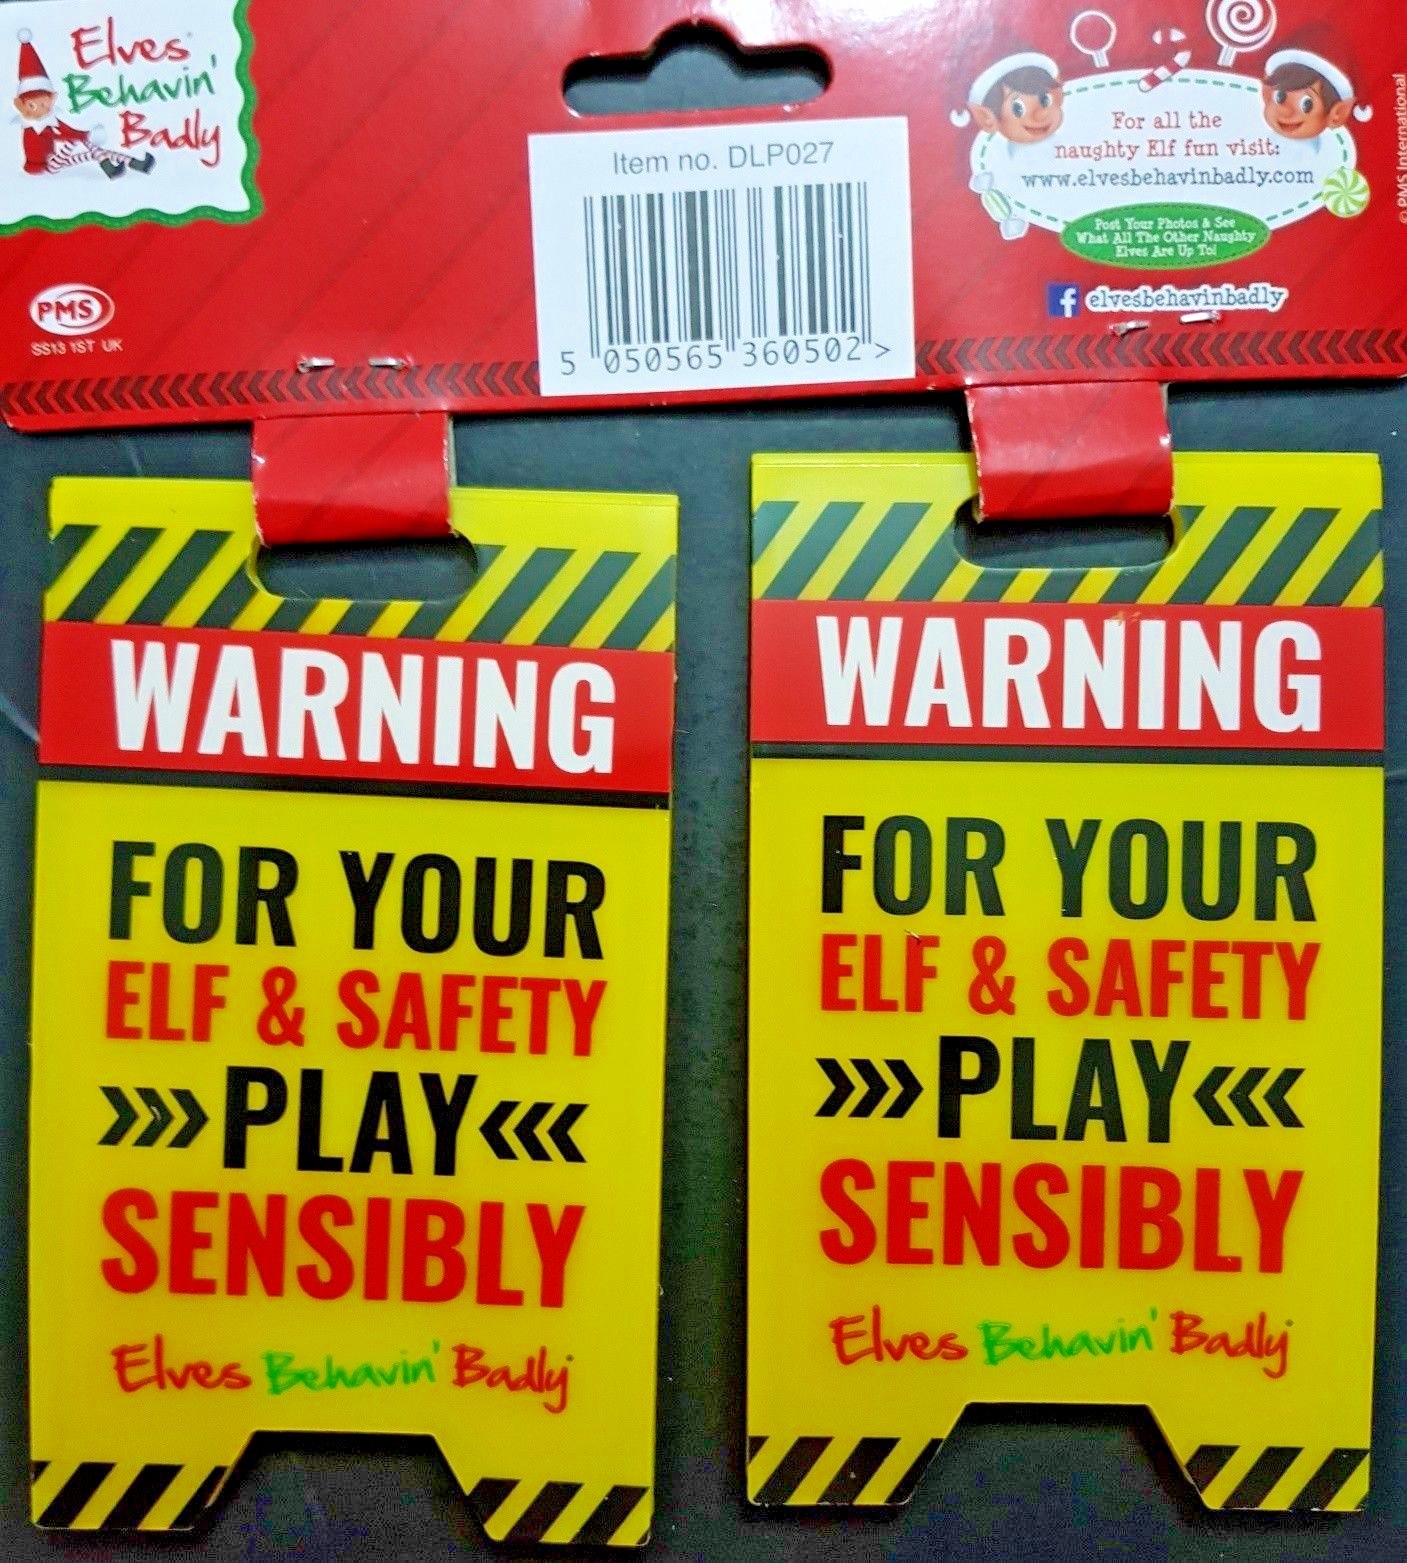 Elves
Behavin'
Badly
PMS
SS13 1ST UK
Item no. DLP027
5 050565 360502 >
For all the
naughty Elf fun visit:
www.elvesbehavinbadly.com
Post Your Photos & See
What All The Other Naughty
Elves Are Up To!
f elvesbehavinbadly
© PMS International
WARNING
FOR YOUR
ELF & SAFETY
>>>PLAY<<<
SENSIBLY
Elves Behavin' Badly
WARNING
FOR YOUR
ELF & SAFETY
>>>PLAY<<<
SENSIBLY
Elves Behavin' Badly